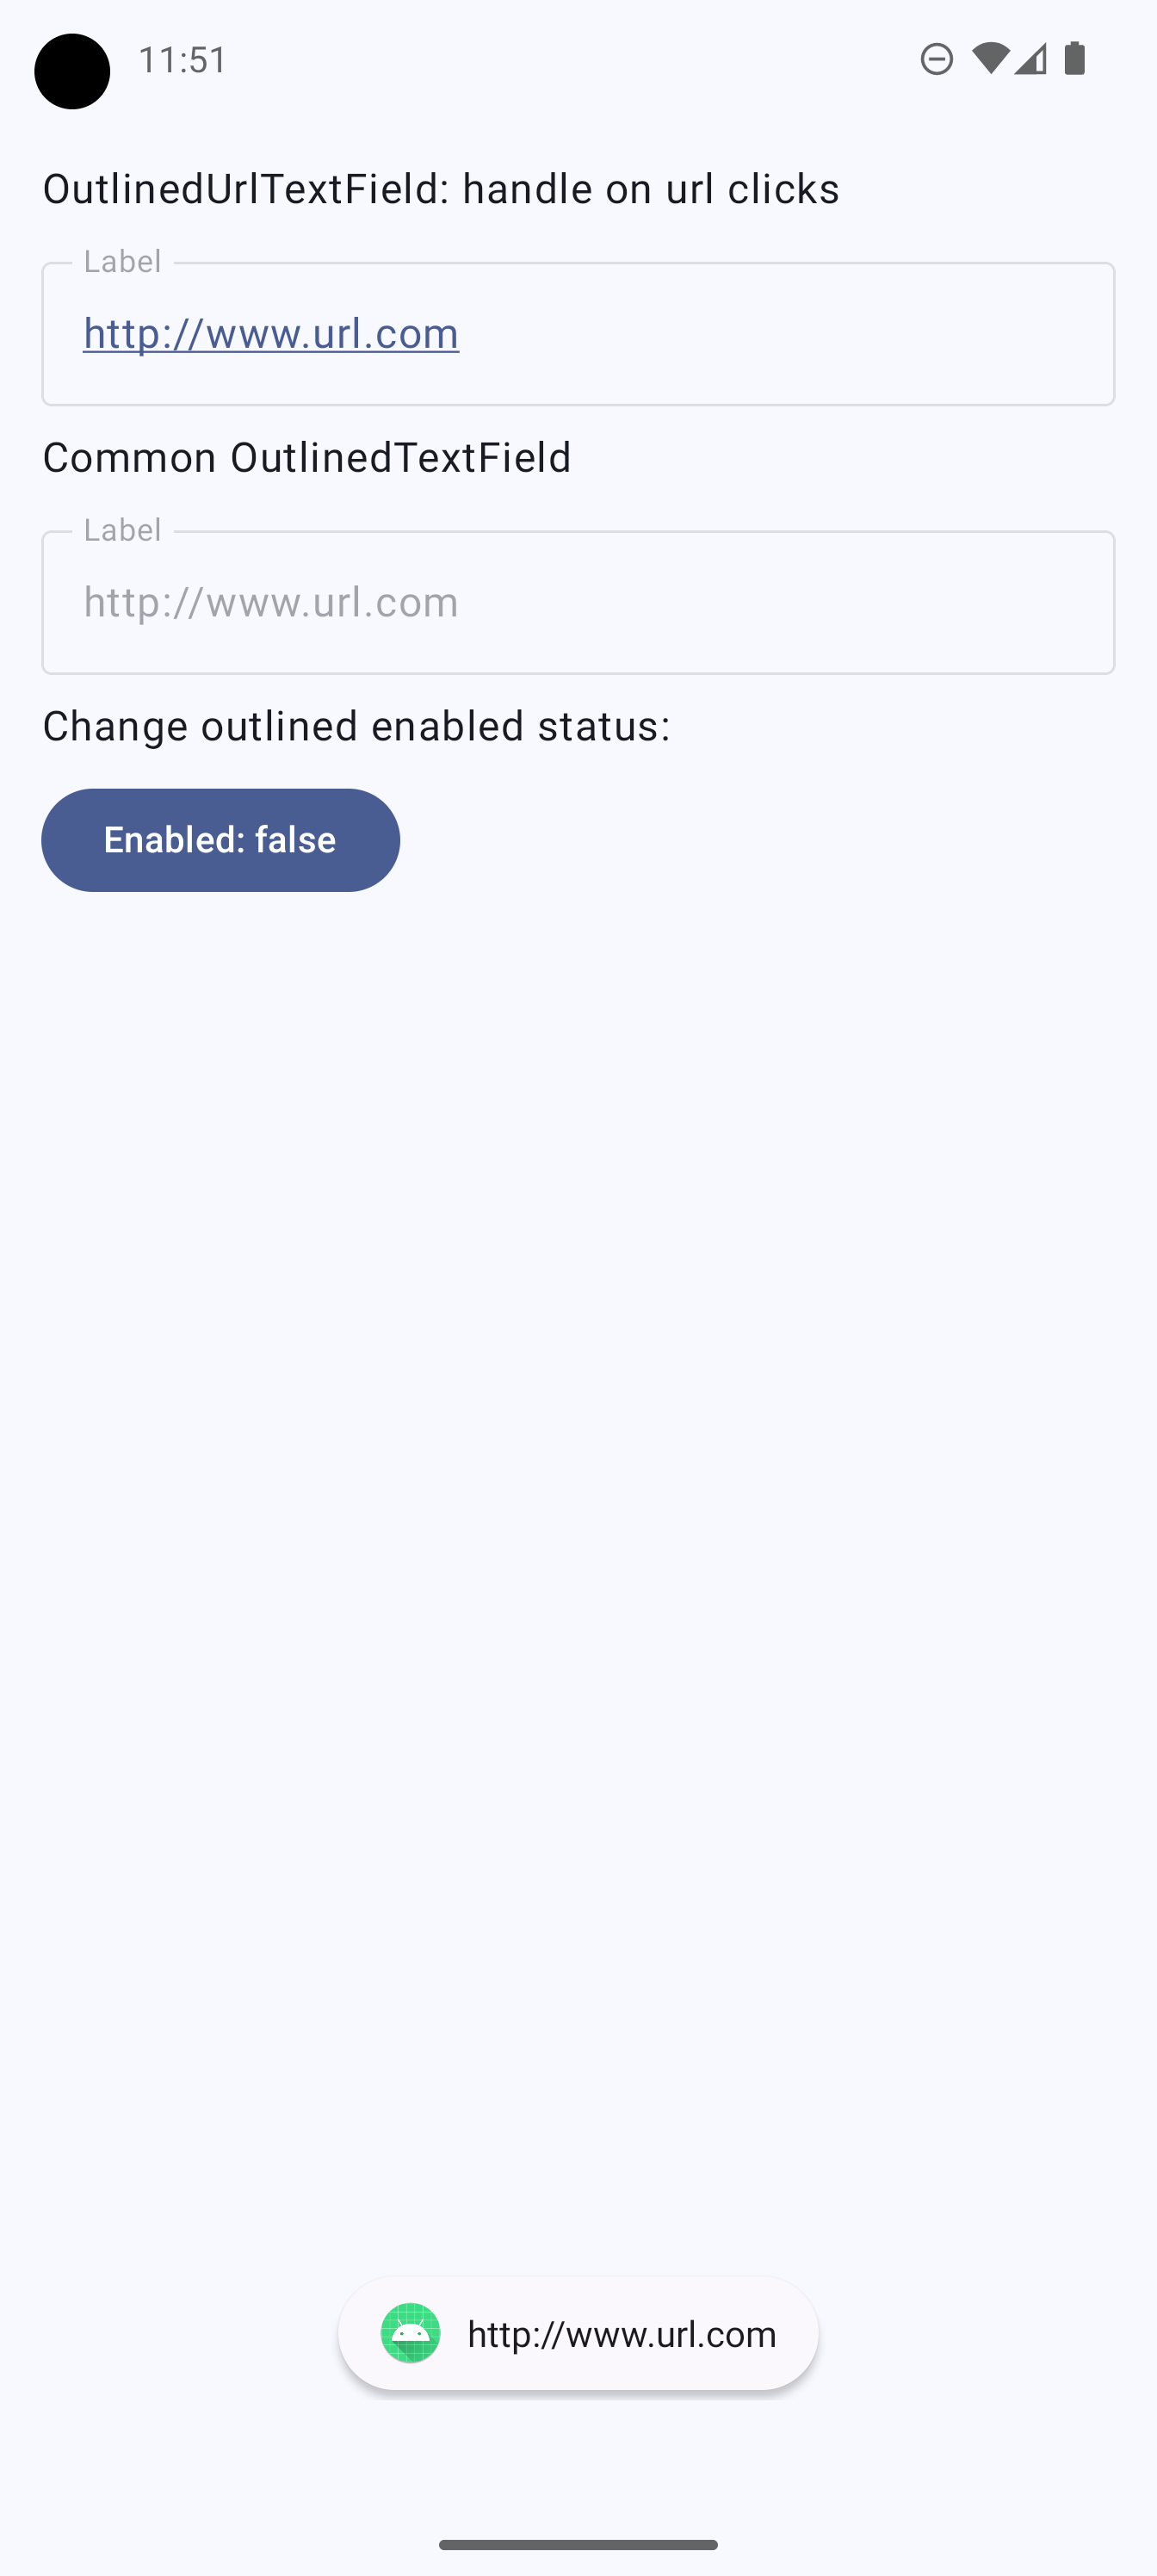 11:51
OutlinedUrlTextField: handle on url clicks
Label
http://www.url.com
Common OutlinedTextField
Label
http://www.url.com
Change outlined enabled status:
Enabled: false
http://www.url.com